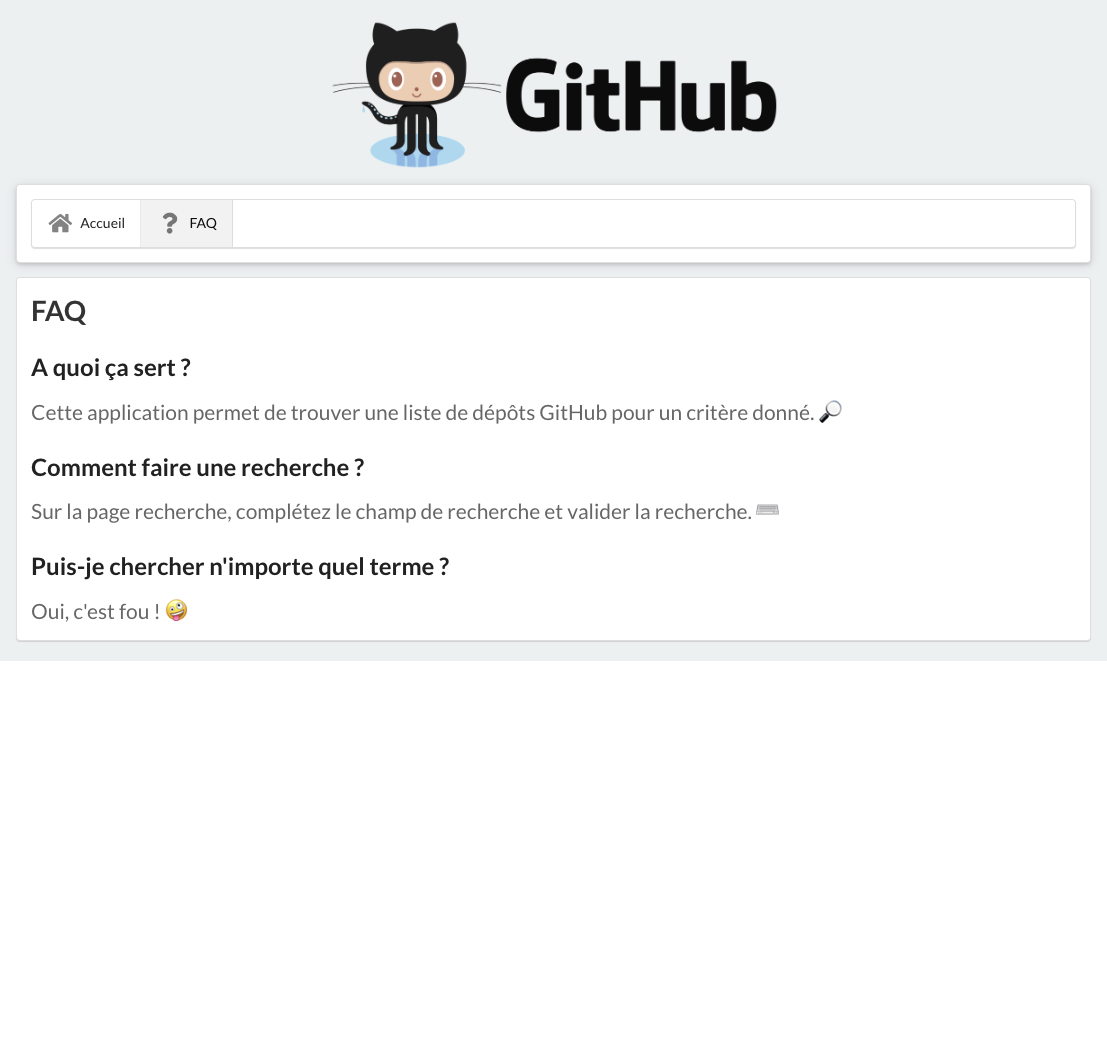 GitHub
Accueil
FAQ
FAQ
A quoi ça sert ?
Cette application permet de trouver une liste de dépôts GitHub pour un critère donné. 🔎
Comment faire une recherche ?
Sur la page recherche, complétez le champ de recherche et valider la recherche. ⌨️
Puis-je chercher n'importe quel terme ?
Oui, c'est fou ! 🤪